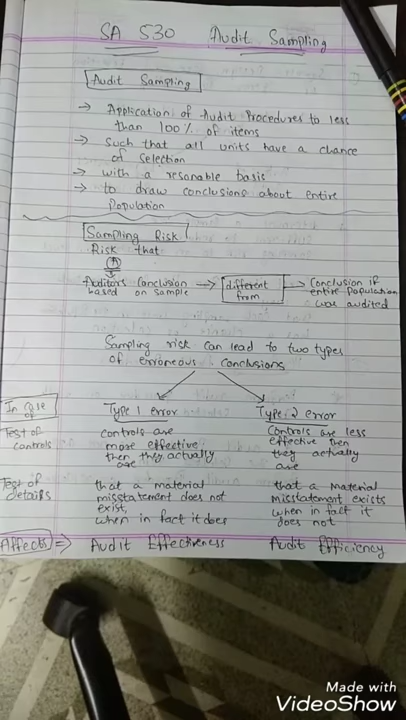 SA 530 Audit Sampling
Audit Sampling
→ Application of Audit Procedures to less
than 100% of items
→ Such that all units have a chance
of selection
→ with a resonable basis
→ to draw conclusions about entire
Population
Sampling Risk
Risk that
Auditors Conclusion
based on sample
→ different
from
→ Conclusion if
entire population
was audited
Sampling risk can lead to two types
of erroneous conclusions
In case
of
Type 1 error
Type 2 error
Test of
controls
controls are
more effective
then they actually
are
Controls are less
effective then
they actually
are
Test of
details
that a material
misstatement does not
exist,
when in fact it does
that a material
misstatement exists
when in fact it
does not
Affects ⇒ Audit Effectiveness Audit Efficiency
Made with
VideoShow